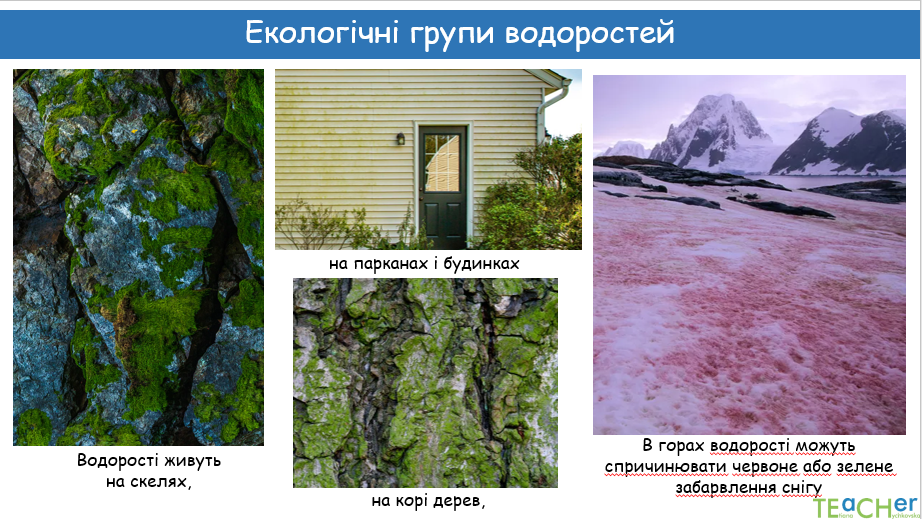 Екологічні групи водоростей
Водорості живуть
на скелях,
на парканах і будинках
на корі дерев,
В горах водорості можуть
спричинювати червоне або зелене
забарвлення снігу
TEaCHer